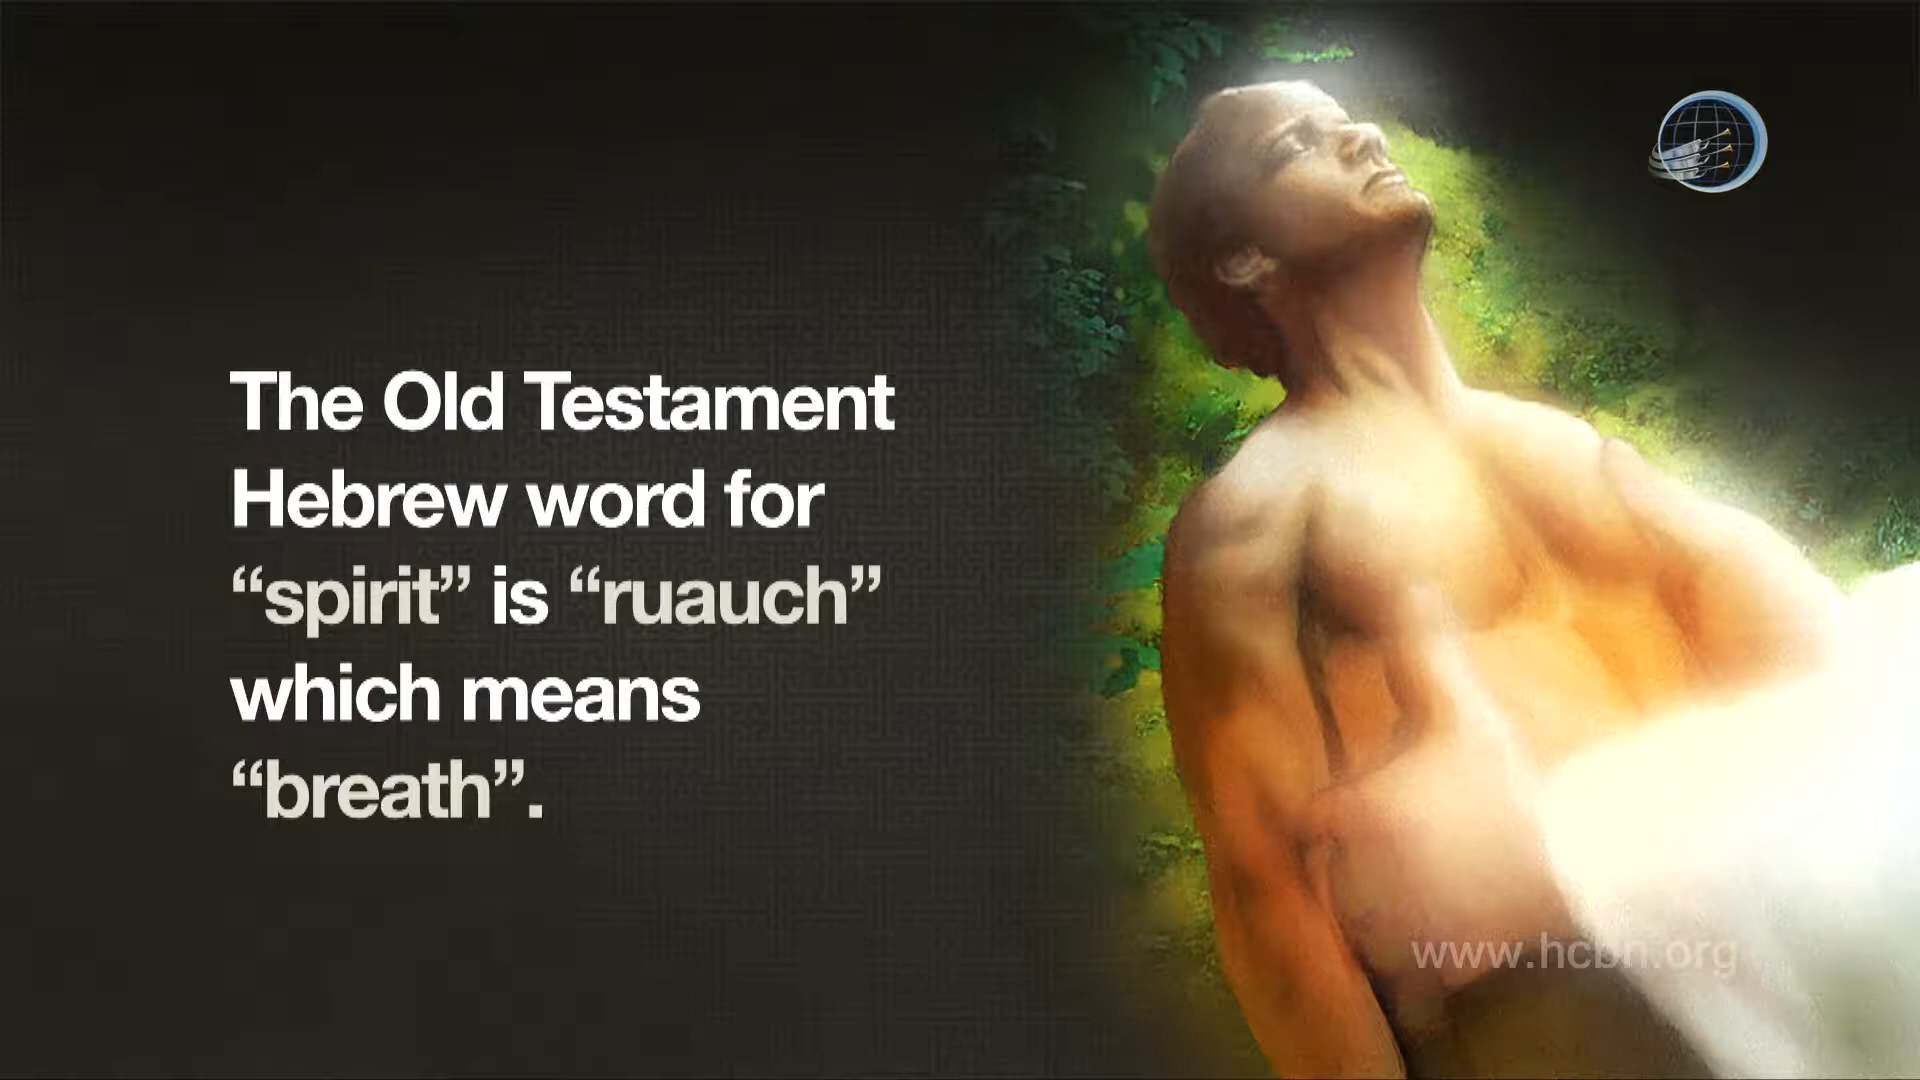 The Old Testament
Hebrew word for
“spirit” is “ruauch”
which means
“breath”.
www.hcbn.org